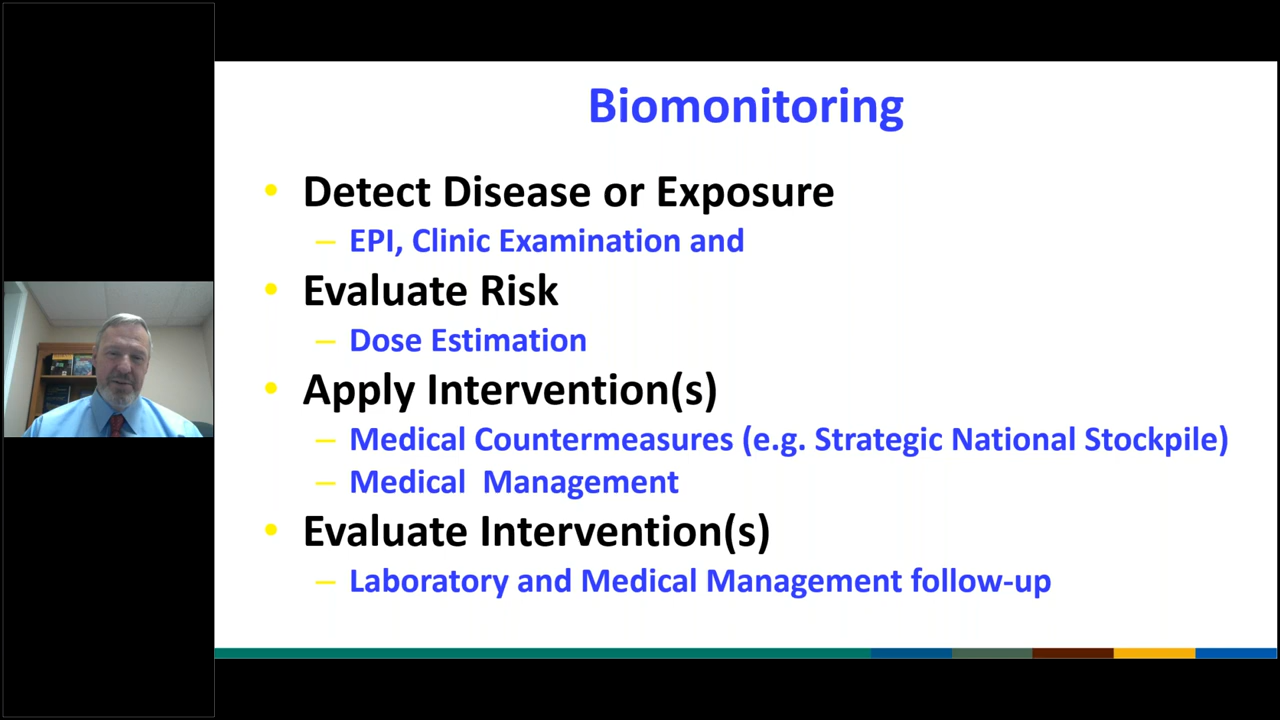 Biomonitoring
• Detect Disease or Exposure
– EPI, Clinic Examination and
• Evaluate Risk
– Dose Estimation
• Apply Intervention(s)
– Medical Countermeasures (e.g. Strategic National Stockpile)
– Medical Management
• Evaluate Intervention(s)
– Laboratory and Medical Management follow-up